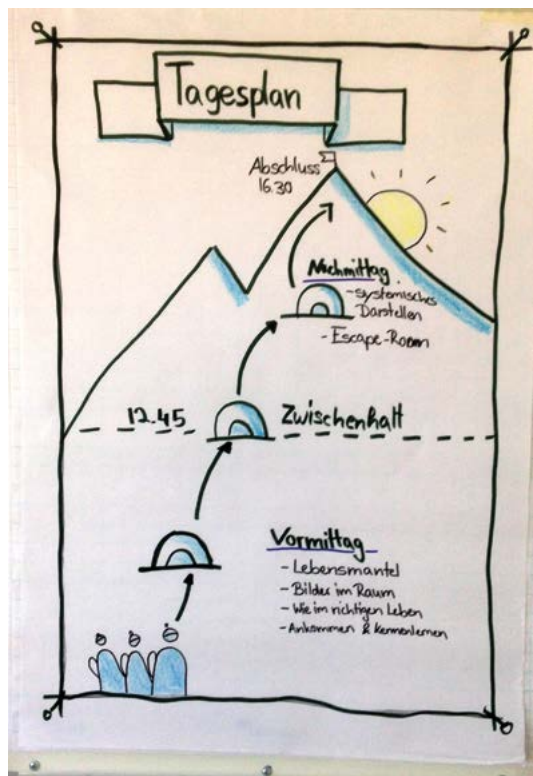 Tagesplan
Abschluss
16.30
Nachmittag
- systemisches
Darstellen
- Escape-Room
12.45
Zwischenhalt
Vormittag
- Lebensmantel
- Bilder im Raum
- Wie im richtigen Leben
- Ankommen & Kennenlernen